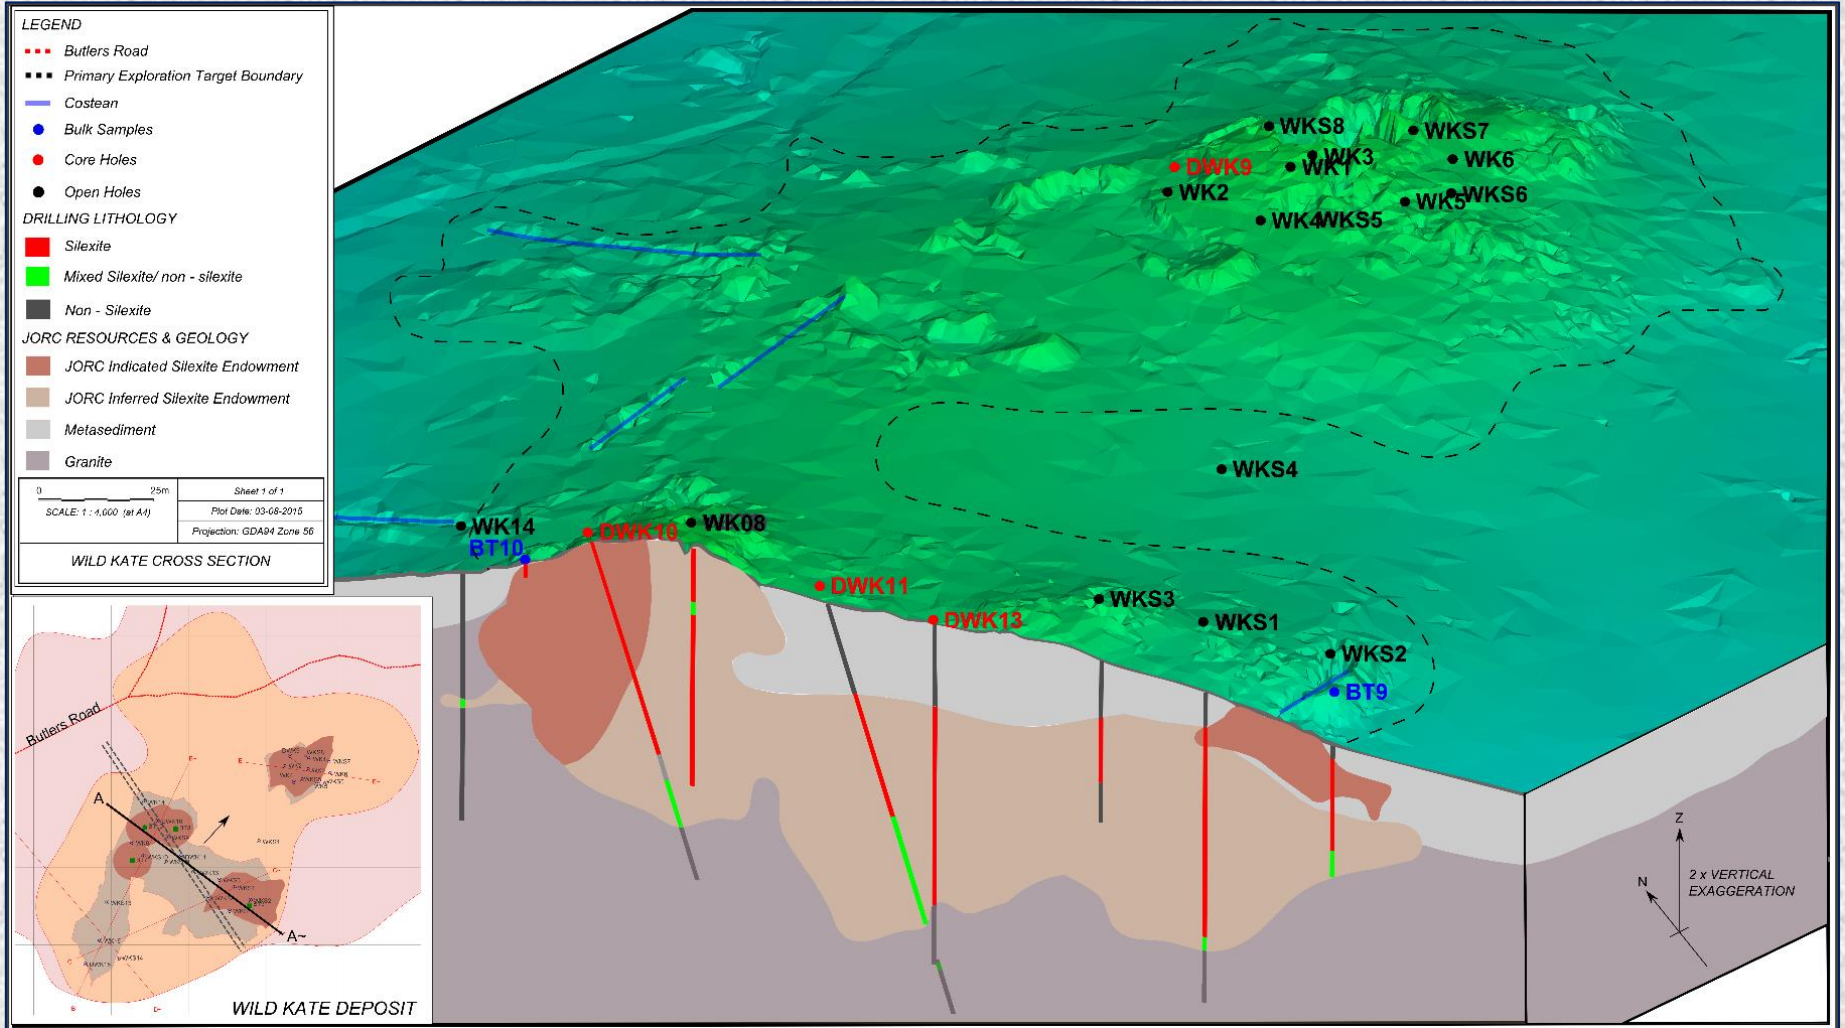 LEGEND
Butlers Road
Primary Exploration Target Boundary
Costean
Bulk Samples
Core Holes
Open Holes
DRILLING LITHOLOGY
Silexite
Mixed Silexite/ non - silexite
Non - Silexite
JORC RESOURCES & GEOLOGY
JORC Indicated Silexite Endowment
JORC Inferred Silexite Endowment
Metasediment
Granite
0 25m
SCALE: 1 : 4,000 (at A4)
Sheet 1 of 1
Plot Date: 03-08-2015
Projection: GDA94 Zone 56
WILD KATE CROSS SECTION
WKS8
WKS7
WK3
WK6
DWK9
WK1
WK2
WK5
WKS6
WK4
WKS5
WKS4
WK14
WK08
DWK10
BT10
DWK11
WKS3
DWK13
WKS1
WKS2
BT9
Z
N
2 x VERTICAL
EXAGGERATION
Butlers Road
A
A~
WILD KATE DEPOSIT